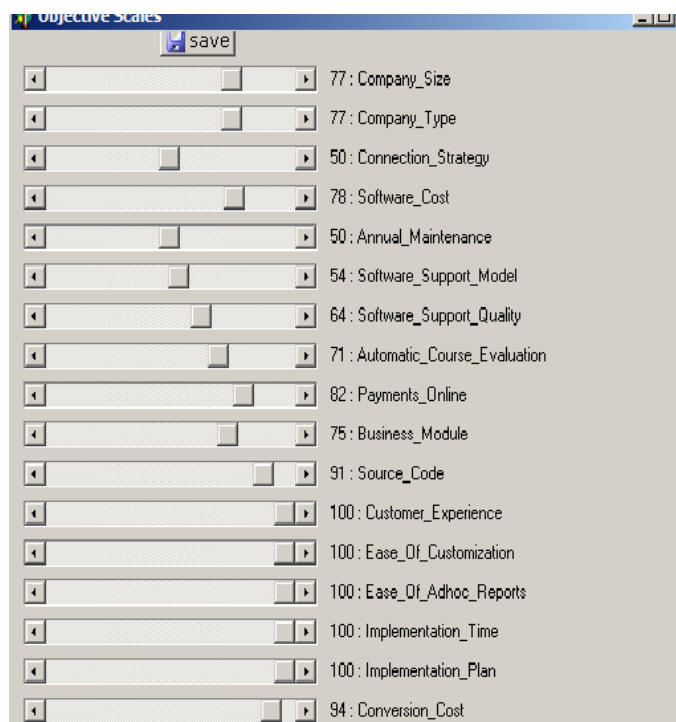 Objective Scales
save
77 : Company_Size
77 : Company_Type
50 : Connection_Strategy
78 : Software_Cost
50 : Annual_Maintenance
54 : Software_Support_Model
64 : Software_Support_Quality
71 : Automatic_Course_Evaluation
82 : Payments_Online
75 : Business_Module
91 : Source_Code
100 : Customer_Experience
100 : Ease_Of_Customization
100 : Ease_Of_Adhoc_Reports
100 : Implementation_Time
100 : Implementation_Plan
94 : Conversion_Cost